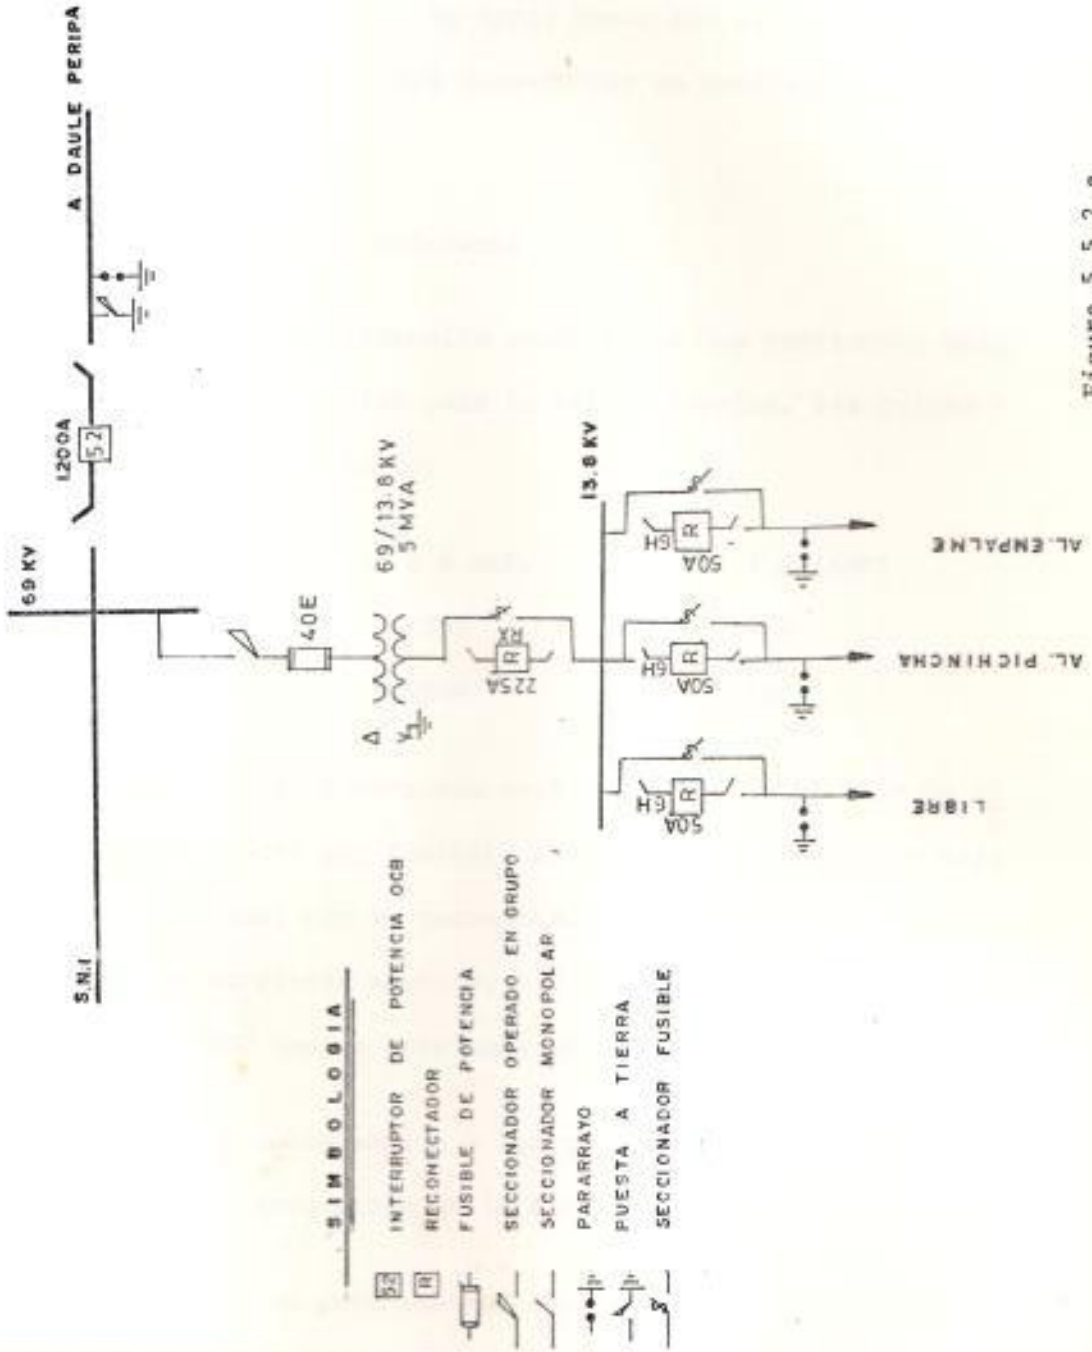 S.N.I
69 KV
1200A
52
A DAULE PERIPA
40E
69/13.8 KV
5 MVA
Δ
Y
225A
R
RX
13.8 KV
50A
R
6H
50A
R
6H
50A
R
6H
LIBRE
AL. PICHINCHA
AL. EMPALME
SIMBOLOGIA
52 INTERRUPTOR DE POTENCIA OCB
R RECONECTADOR
FUSIBLE DE POTENCIA
SECCIONADOR OPERADO EN GRUPO
SECCIONADOR MONOPOLAR
PARARRAYO
PUESTA A TIERRA
SECCIONADOR FUSIBLE